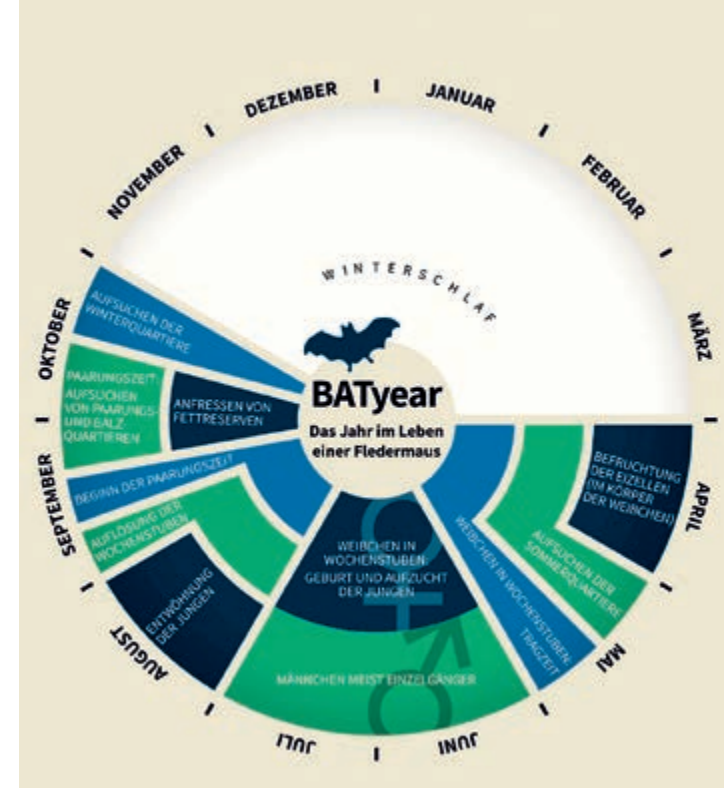 DEZEMBER
JANUAR
NOVEMBER
FEBRUAR
OKTOBER
MÄRZ
SEPTEMBER
APRIL
AUGUST
MAI
JULI
JUNI
WINTERSCHLAF
BATyear
Das Jahr im Leben
einer Fledermaus
AUFSUCHEN DER
WINTERQUARTIERE
PAARUNGSZEIT:
AUFSUCHEN
VON PAARUNGS-
UND BALZ-
QUARTIEREN
ANFRESSEN VON
FETTRESERVEN
BEGINN DER PAARUNGSZEIT
AUFLÖSUNG DER
WOCHENSTUBEN
ENTWÖHNUNG
DER JUNGEN
WEIBCHEN IN
WOCHENSTUBEN:
GEBURT UND AUFZUCHT
DER JUNGEN
MÄNNCHEN MEIST EINZELGÄNGER
WEIBCHEN IN WOCHENSTUBEN:
TRAGZEIT
AUFSUCHEN DER
SOMMERQUARTIERE
BEFRUCHTUNG
DER EIZELLEN
(IM KÖRPER
DER WEIBCHEN)